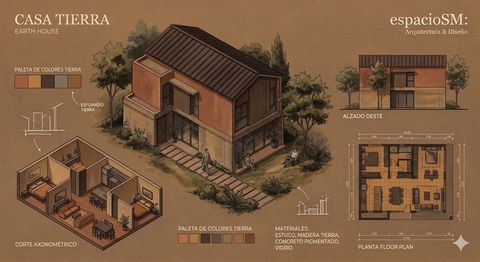 CASA TIERRA
EARTH HOUSE
espacioSM:
Arquitectura & Diseño
PALETA DE COLORES TIERRA
ESFUMADO
TIERRA
ALZADO OESTE
CORTE AXONOMÉTRICO
PALETA DE COLORES TIERRA
MATERIALES:
ESTUCO, MADERA TIERRA,
CONCRETO PIGMENTADO,
VIDRIO
PLANTA FLOOR PLAN